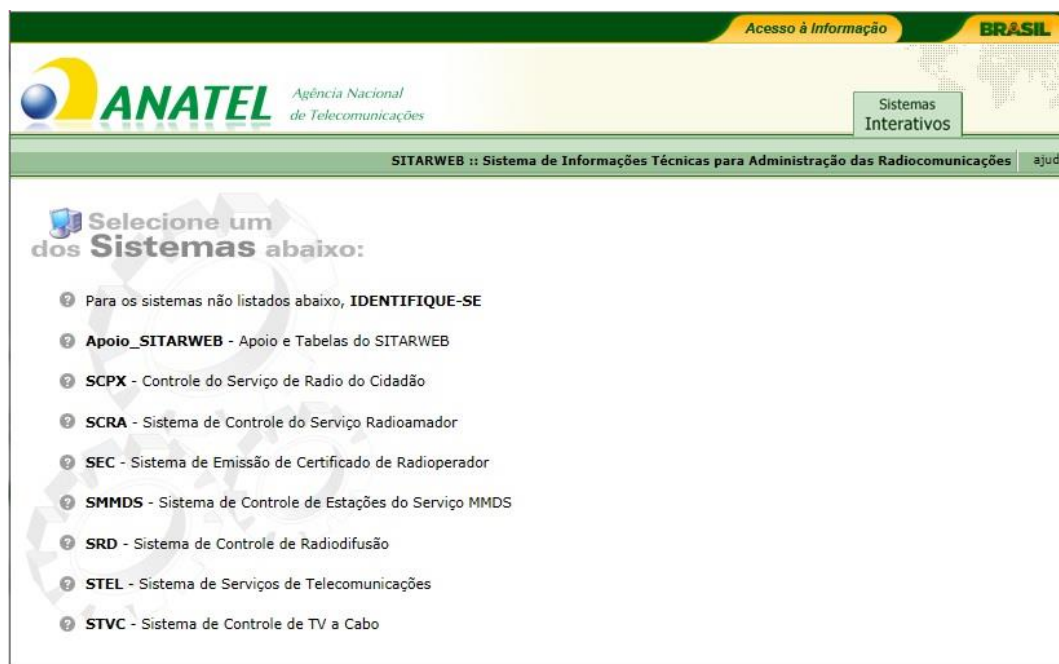 Acesso à Informação
BRASIL
ANATEL
Agência Nacional
de Telecomunicações
Sistemas
Interativos
SITARWEB :: Sistema de Informações Técnicas para Administração das Radiocomunicações
ajud
Selecione um
dos Sistemas abaixo:
Para os sistemas não listados abaixo, IDENTIFIQUE-SE
Apoio_SITARWEB - Apoio e Tabelas do SITARWEB
SCPX - Controle do Serviço de Radio do Cidadão
SCRA - Sistema de Controle do Serviço Radioamador
SEC - Sistema de Emissão de Certificado de Radioperador
SMMDS - Sistema de Controle de Estações do Serviço MMDS
SRD - Sistema de Controle de Radiodifusão
STEL - Sistema de Serviços de Telecomunicações
STVC - Sistema de Controle de TV a Cabo